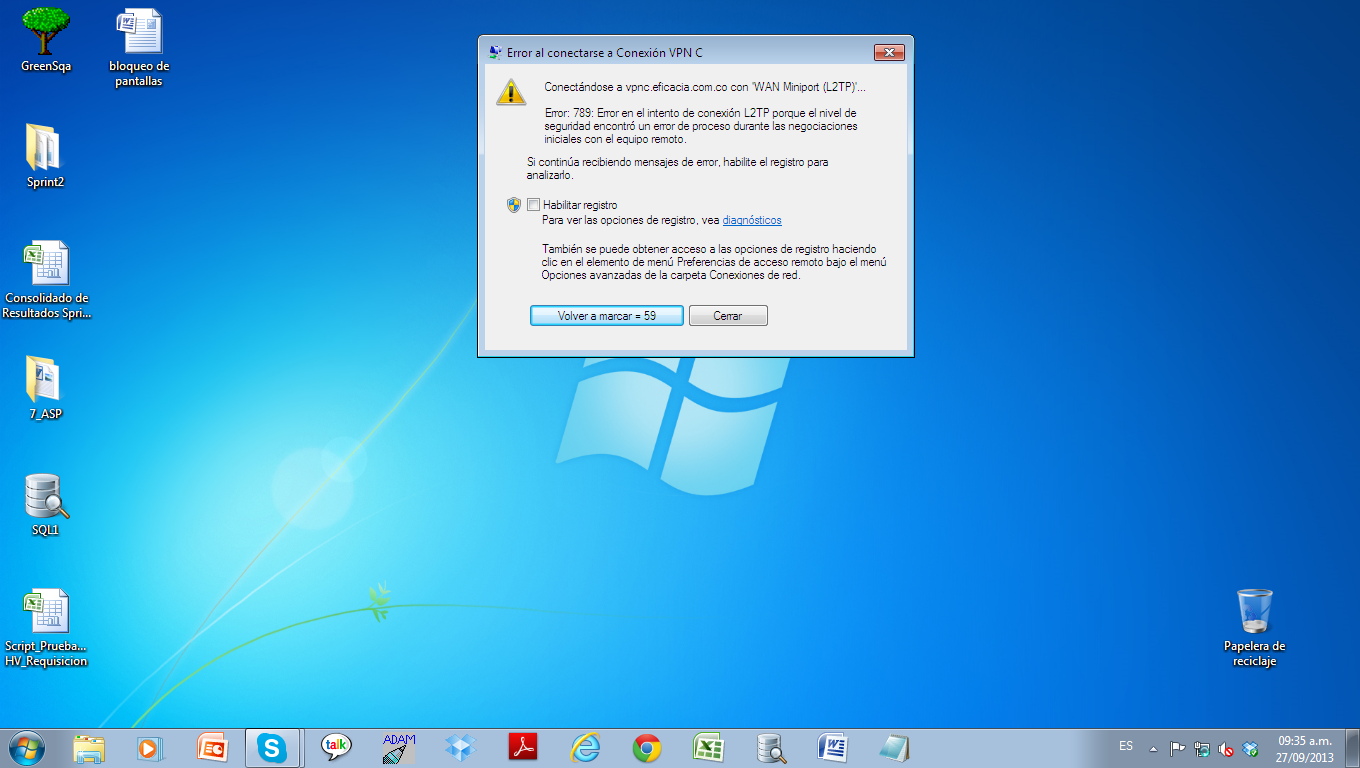 GreenSqa
bloqueo de
pantallas
Sprint2
Consolidado de
Resultados Spri...
7_ASP
SQL1
Script_Prueba...
HV_Requisicion
Error al conectarse a Conexión VPN C
Conectándose a vpnc.eficacia.com.co con 'WAN Miniport (L2TP)'...
Error: 789: Error en el intento de conexión L2TP porque el nivel de
seguridad encontró un error de proceso durante las negociaciones
iniciales con el equipo remoto.
Si continúa recibiendo mensajes de error, habilite el registro para
analizarlo.
Habilitar registro
Para ver las opciones de registro, vea diagnósticos
También se puede obtener acceso a las opciones de registro haciendo
clic en el elemento de menú Preferencias de acceso remoto bajo el menú
Opciones avanzadas de la carpeta Conexiones de red.
Volver a marcar = 59
Cerrar
Papelera de
reciclaje
talk
ADAM
ES
09:35 a.m.
27/09/2013